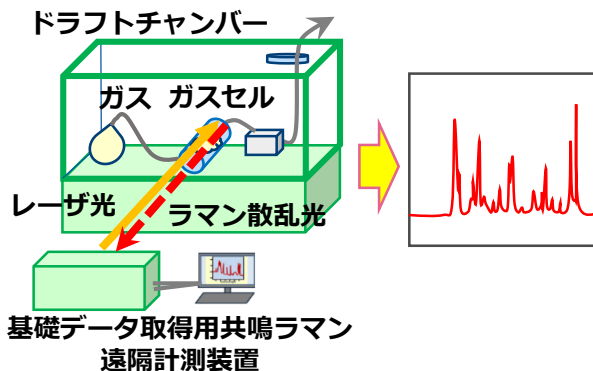 ドラフトチャンバー
ガス ガスセル
レーザ光
ラマン散乱光
基礎データ取得用共鳴ラマン
遠隔計測装置